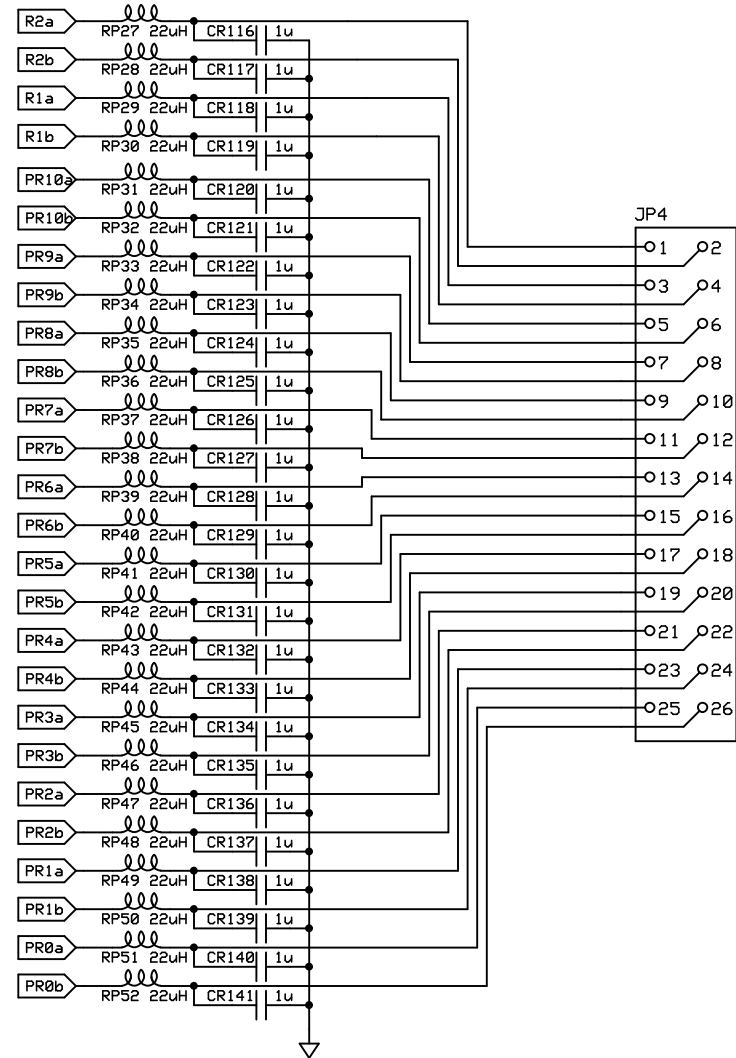 R2a RP27 22uH CR116 1u
R2b RP28 22uH CR117 1u
R1a RP29 22uH CR118 1u
R1b RP30 22uH CR119 1u
PR10a RP31 22uH CR120 1u
PR10b RP32 22uH CR121 1u
PR9a RP33 22uH CR122 1u
PR9b RP34 22uH CR123 1u
PR8a RP35 22uH CR124 1u
PR8b RP36 22uH CR125 1u
PR7a RP37 22uH CR126 1u
PR7b RP38 22uH CR127 1u
PR6a RP39 22uH CR128 1u
PR6b RP40 22uH CR129 1u
PR5a RP41 22uH CR130 1u
PR5b RP42 22uH CR131 1u
PR4a RP43 22uH CR132 1u
PR4b RP44 22uH CR133 1u
PR3a RP45 22uH CR134 1u
PR3b RP46 22uH CR135 1u
PR2a RP47 22uH CR136 1u
PR2b RP48 22uH CR137 1u
PR1a RP49 22uH CR138 1u
PR1b RP50 22uH CR139 1u
PR0a RP51 22uH CR140 1u
PR0b RP52 22uH CR141 1u
JP4
1 2
3 4
5 6
7 8
9 10
11 12
13 14
15 16
17 18
19 20
21 22
23 24
25 26